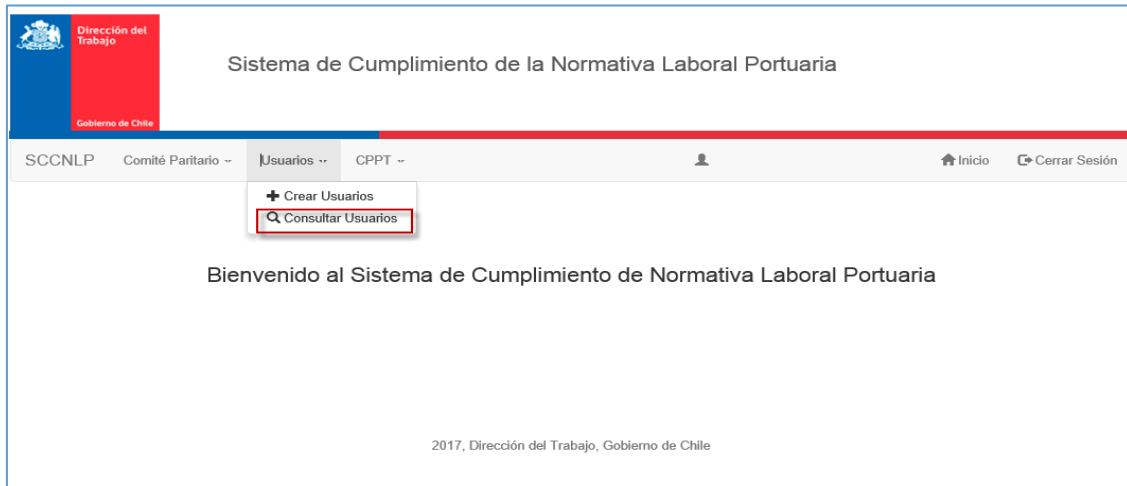 Dirección del
Trabajo
Gobierno de Chile
Sistema de Cumplimiento de la Normativa Laboral Portuaria
SCCNLP Comité Paritario Usuarios CPPT Inicio Cerrar Sesión
Crear Usuarios
Consultar Usuarios
Bienvenido al Sistema de Cumplimiento de Normativa Laboral Portuaria
2017, Dirección del Trabajo, Gobierno de Chile